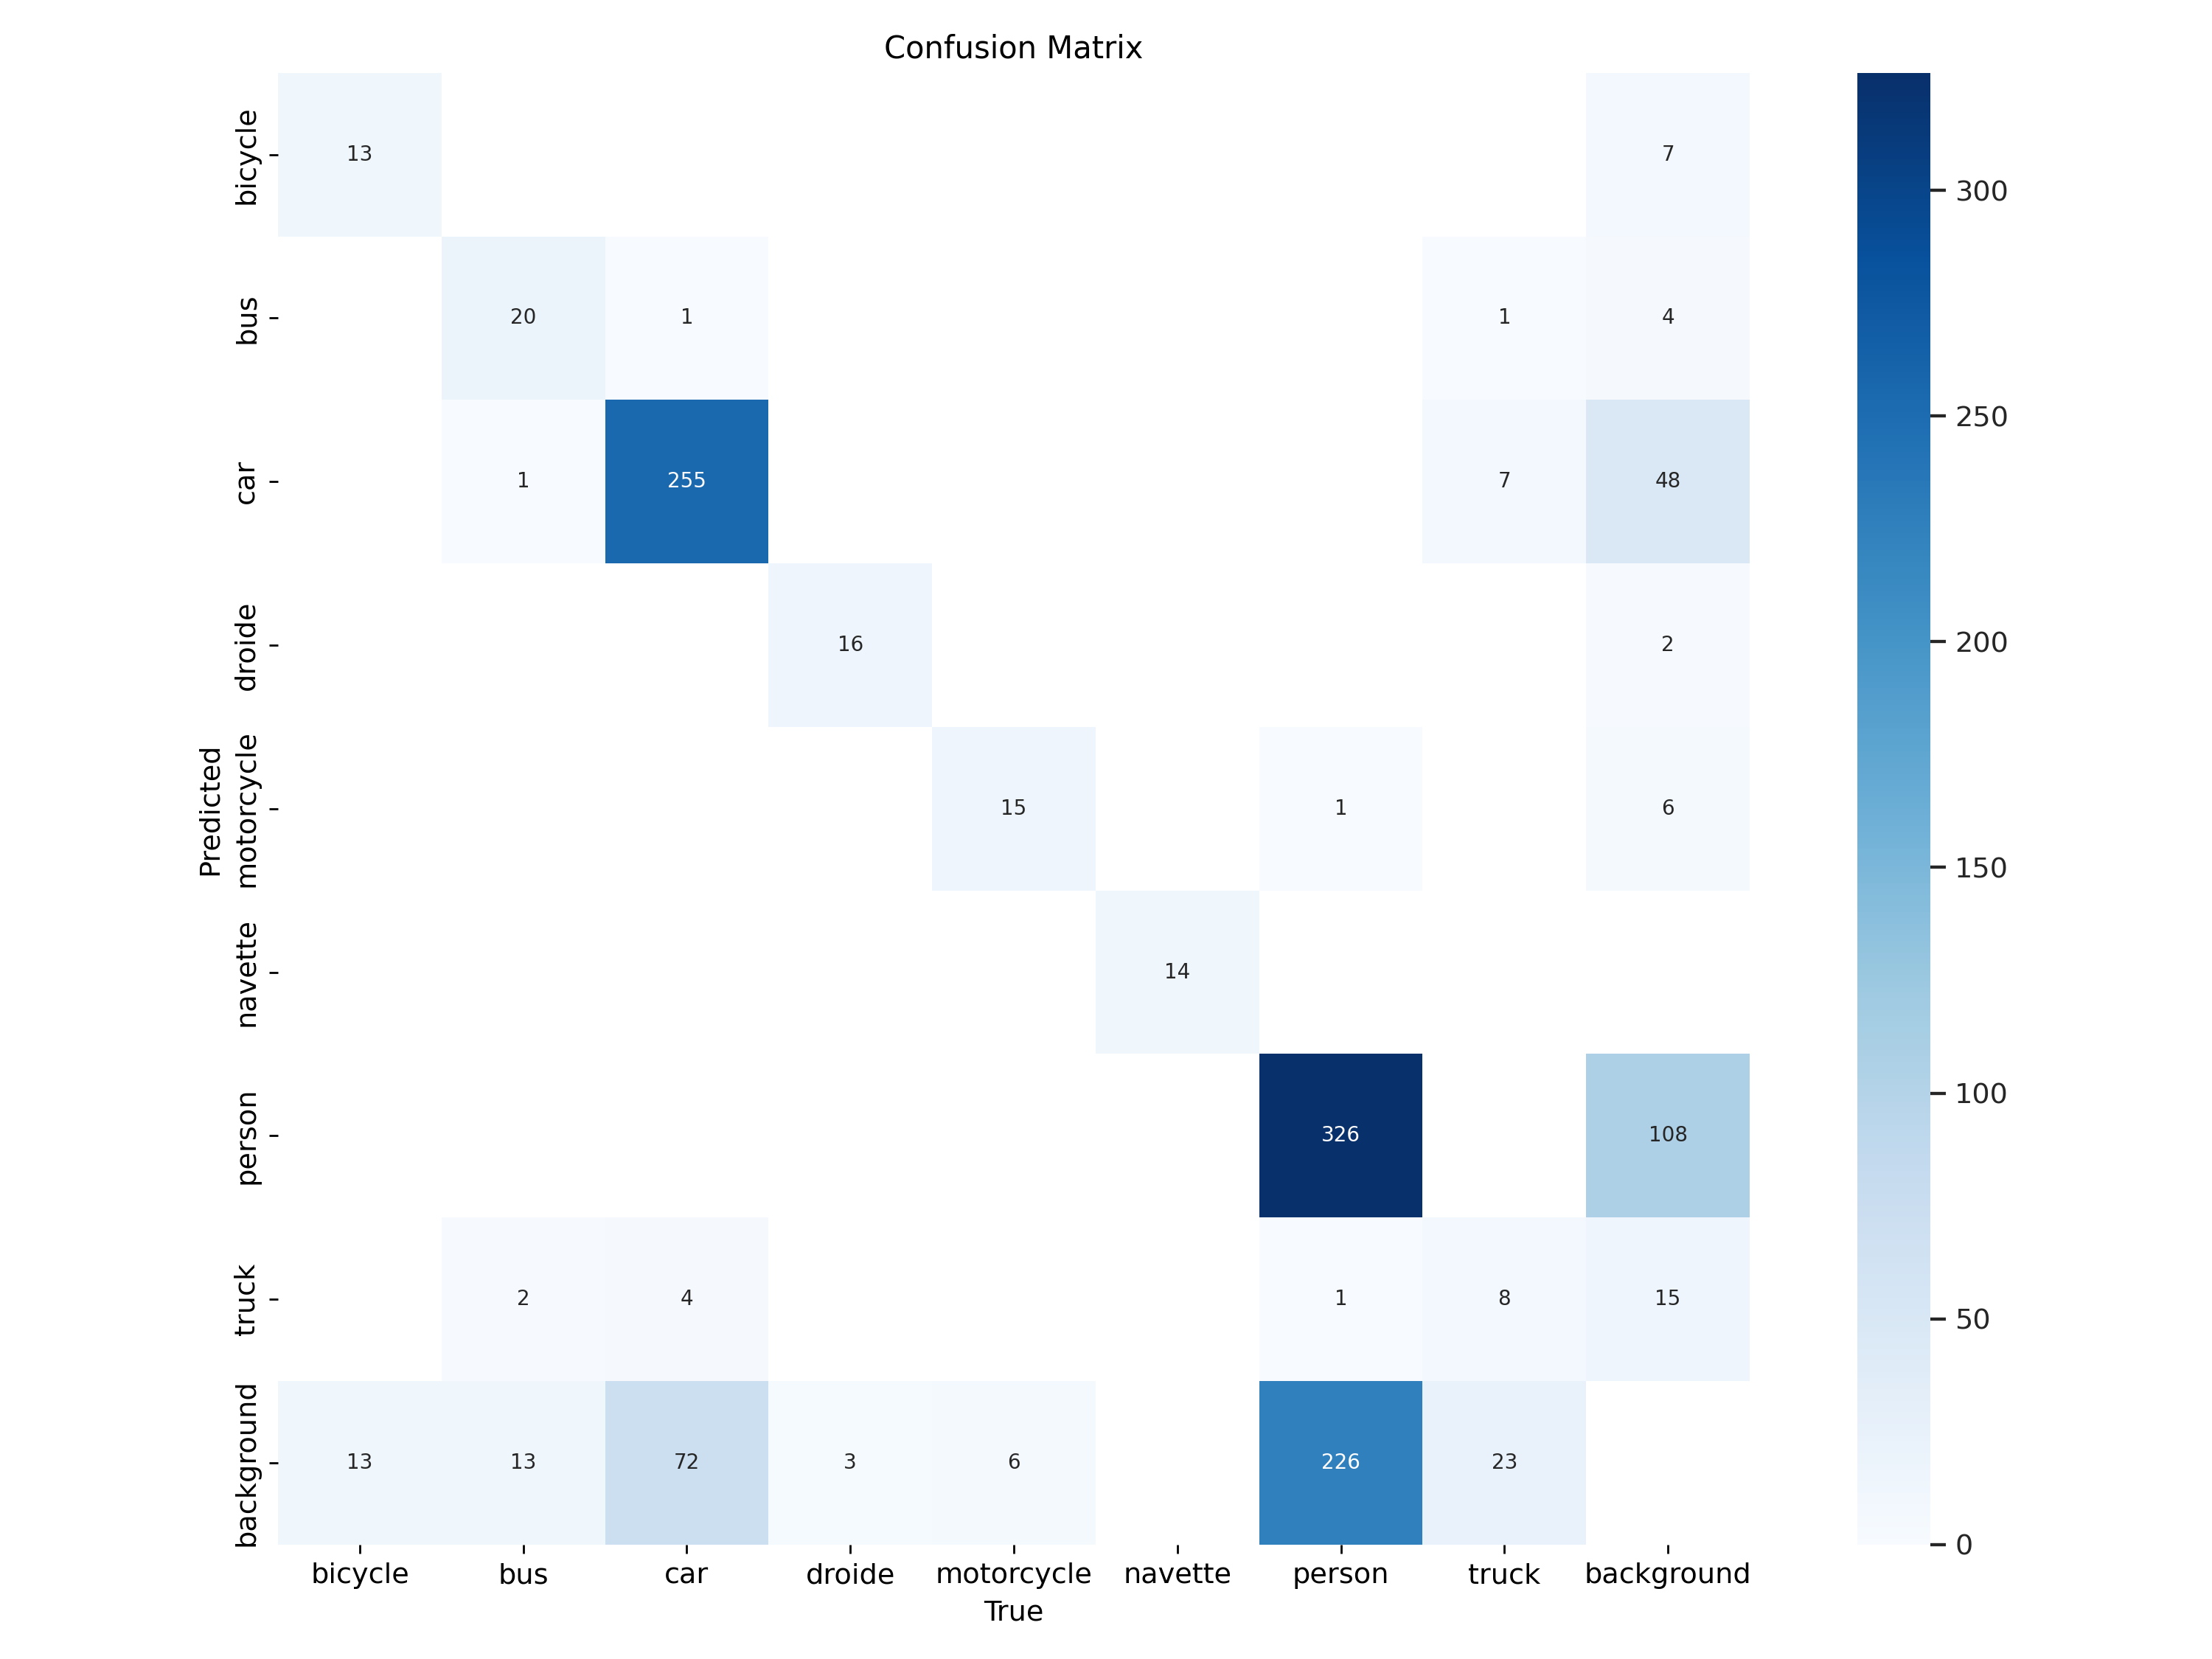 Confusion Matrix
bicycle 13 7
bus 20 1 1 4
car 1 255 7 48
droide 16 2
motorcycle 15 1 6
navette 14
person 326 108
truck 2 4 1 8 15
background 13 13 72 3 6 226 23
bicycle bus car droide motorcycle navette person truck background
True
Predicted
300
250
200
150
100
50
0